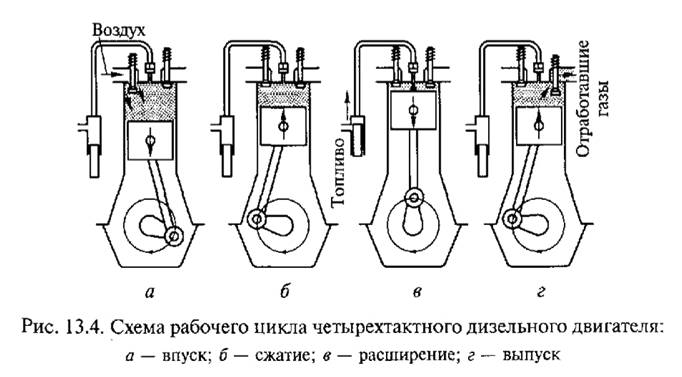 Воздух
Топливо
Отработавшие
газы
а
б
в
г
Рис. 13.4. Схема рабочего цикла четырехтактного дизельного двигателя:
а — впуск; б — сжатие; в — расширение; г — выпуск